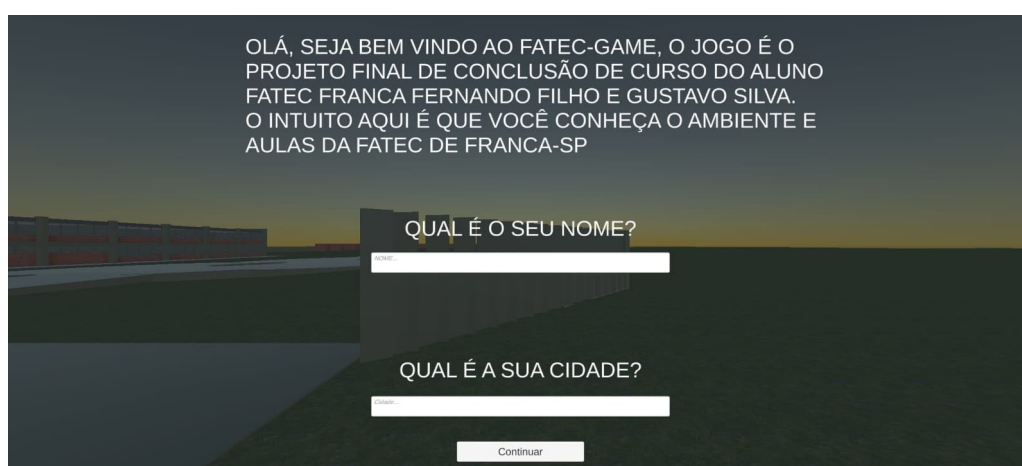 OLÁ, SEJA BEM VINDO AO FATEC-GAME, O JOGO É O
PROJETO FINAL DE CONCLUSÃO DE CURSO DO ALUNO
FATEC FRANCA FERNANDO FILHO E GUSTAVO SILVA.
O INTUITO AQUI É QUE VOCÊ CONHEÇA O AMBIENTE E
AULAS DA FATEC DE FRANCA-SP
QUAL É O SEU NOME?
NOME...
QUAL É A SUA CIDADE?
Cidade...
Continuar